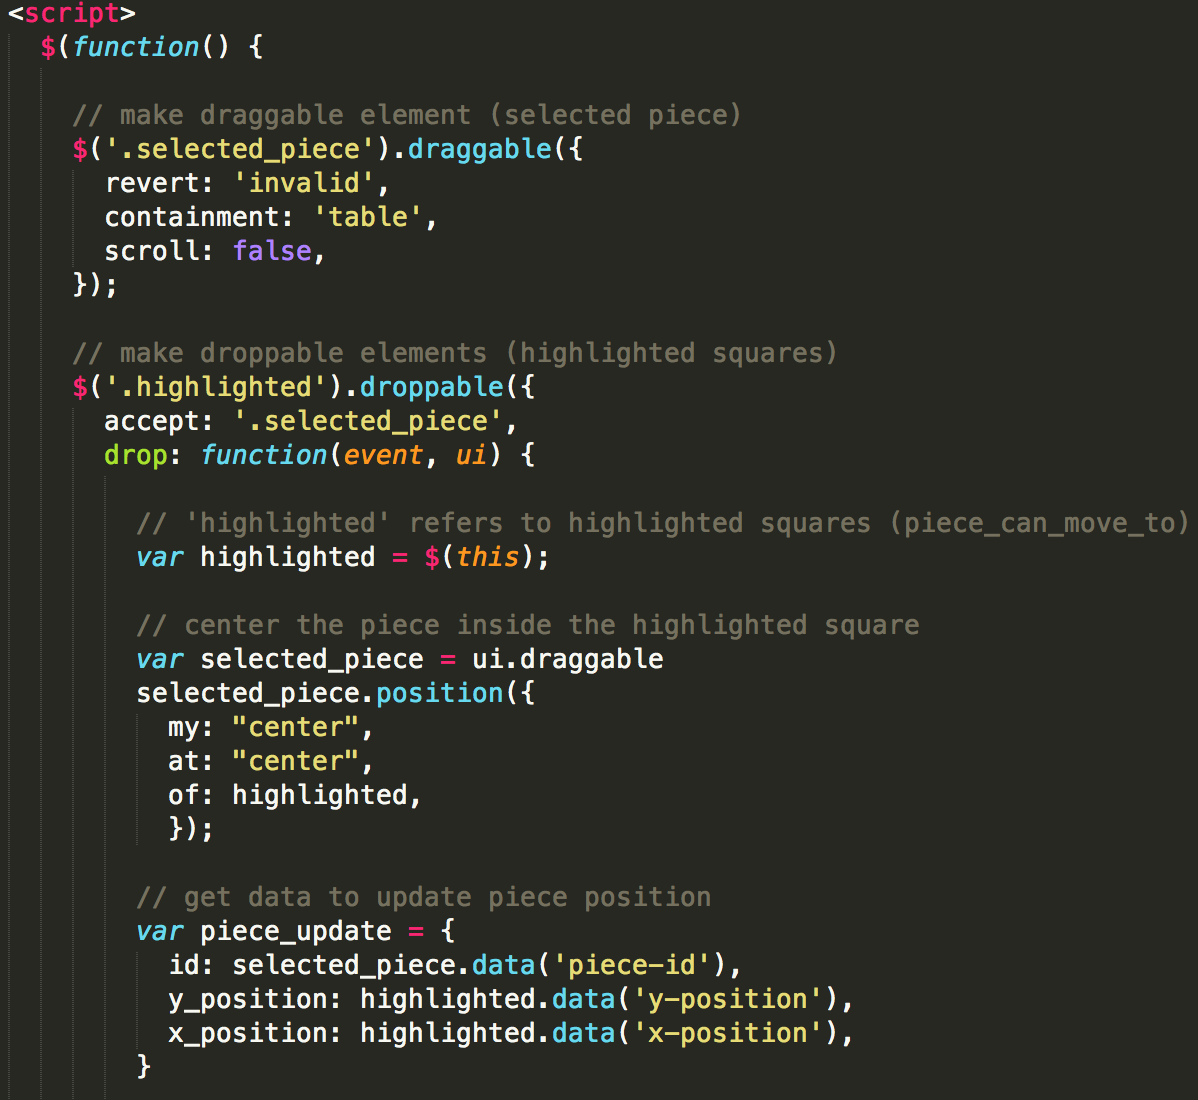 <script>
$(function() {
// make draggable element (selected piece)
$('.selected_piece').draggable({
revert: 'invalid',
containment: 'table',
scroll: false,
});
// make droppable elements (highlighted squares)
$('.highlighted').droppable({
accept: '.selected_piece',
drop: function(event, ui) {
// 'highlighted' refers to highlighted squares (piece_can_move_to)
var highlighted = $(this);
// center the piece inside the highlighted square
var selected_piece = ui.draggable
selected_piece.position({
my: "center",
at: "center",
of: highlighted,
});
// get data to update piece position
var piece_update = {
id: selected_piece.data('piece-id'),
y_position: highlighted.data('y-position'),
x_position: highlighted.data('x-position'),
}